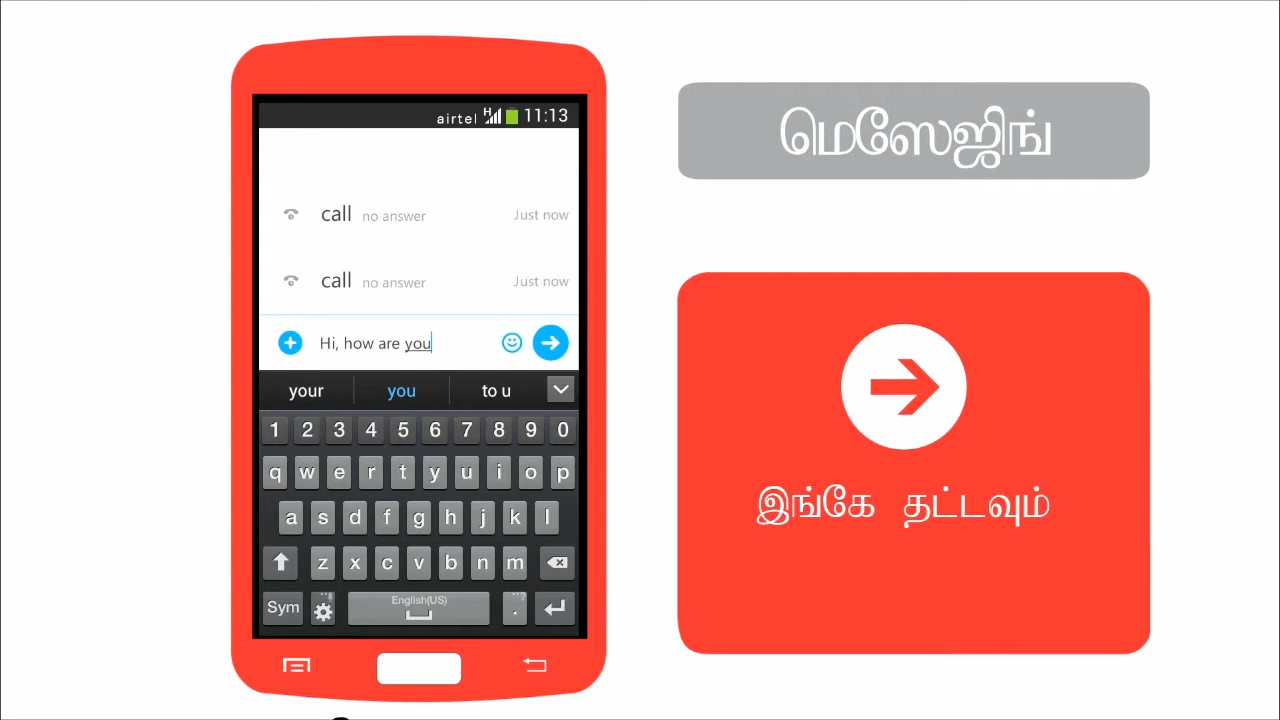 airtel H 11:13
call no answer Just now
call no answer Just now
Hi, how are you
your you to u
1 2 3 4 5 6 7 8 9 0
q w e r t y u i o p
a s d f g h j k l
z x c v b n m
Sym English(US) . ?
மெஸேஜிங்
இங்கே தட்டவும்